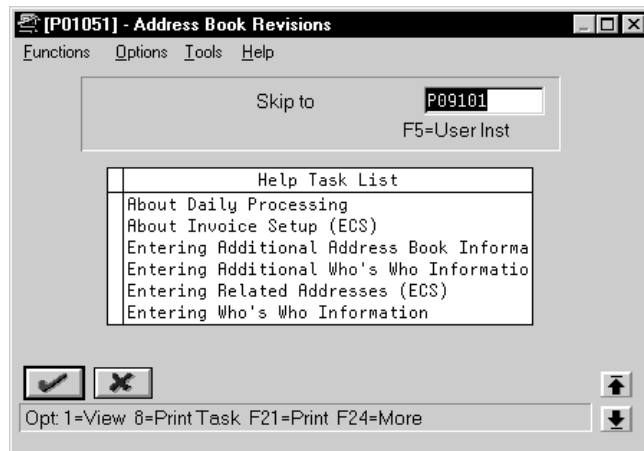 [P01051] - Address Book Revisions
Functions Options Tools Help
Skip to P09101
F5=User Inst
Help Task List
About Daily Processing
About Invoice Setup (ECS)
Entering Additional Address Book Informa
Entering Additional Who's Who Informatio
Entering Related Addresses (ECS)
Entering Who's Who Information
Opt: 1=View 8=Print Task F21=Print F24=More